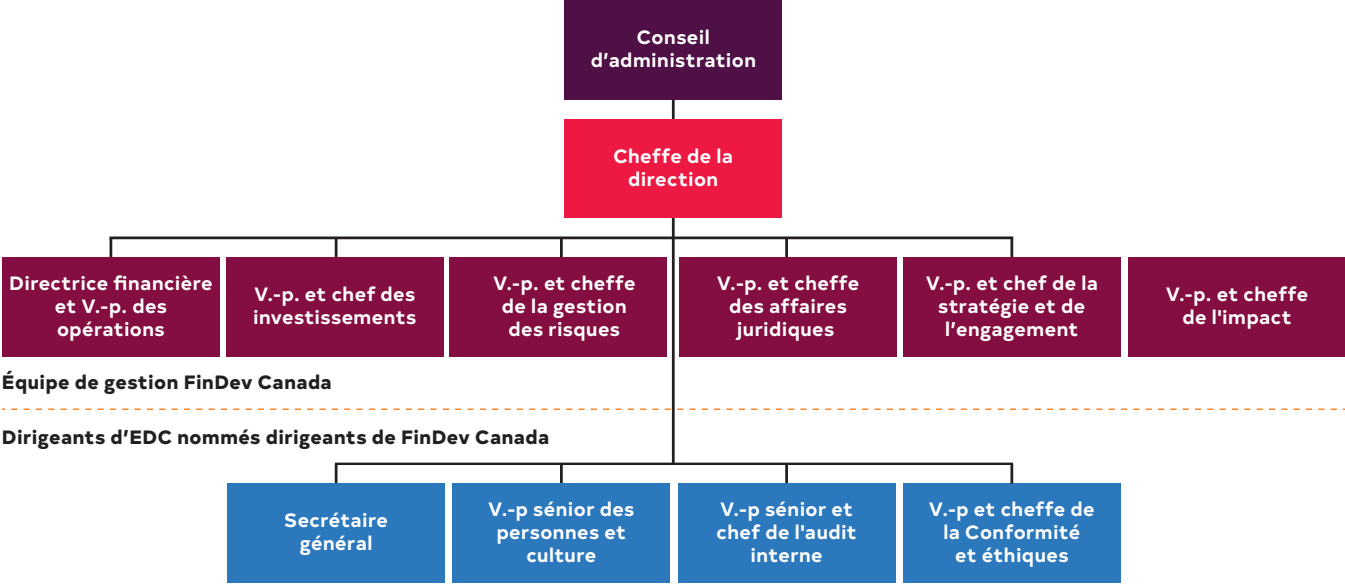 Conseil
d’administration
Cheffe de la
direction
Directrice financière
et V.-p. des
opérations
V.-p. et chef des
investissements
V.-p. et cheffe
de la gestion
des risques
V.-p. et cheffe
des affaires
juridiques
V.-p. et chef de la
stratégie et de
l’engagement
V.-p. et cheffe
de l'impact
Équipe de gestion FinDev Canada
Dirigeants d’EDC nommés dirigeants de FinDev Canada
Secrétaire
général
V.-p sénior des
personnes et
culture
V.-p sénior et
chef de l'audit
interne
V.-p et cheffe de
la Conformité
et éthiques